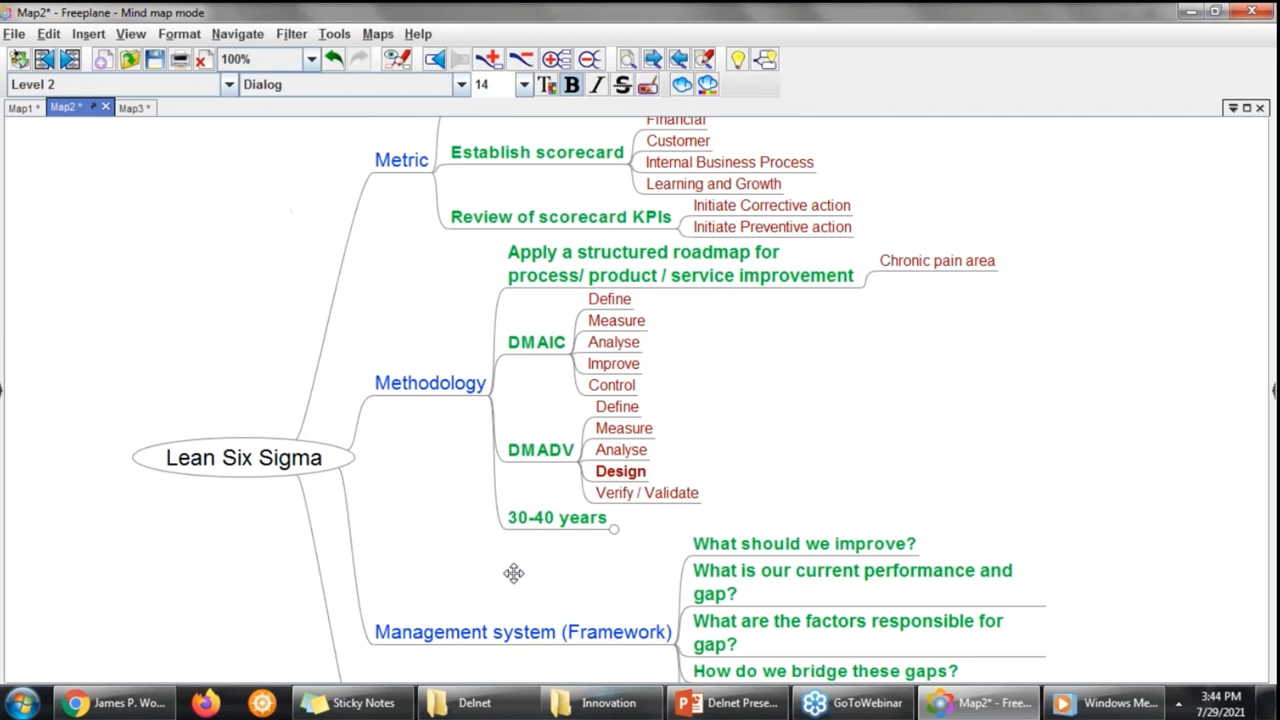 Map2* - Freeplane - Mind map mode
File Edit Insert View Format Navigate Filter Tools Maps Help
100%
Level 2 Dialog 14 B I S
Map1 * Map2 * Map3 *
Financial
Customer
Internal Business Process
Learning and Growth
Establish scorecard
Metric
Review of scorecard KPIs
Initiate Corrective action
Initiate Preventive action
Apply a structured roadmap for
process/ product / service improvement
Chronic pain area
Define
Measure
DMAIC
Analyse
Improve
Control
Methodology
Define
Measure
DMADV
Analyse
Design
Verify / Validate
Lean Six Sigma
30-40 years
What should we improve?
What is our current performance and
gap?
What are the factors responsible for
gap?
Management system (Framework)
How do we bridge these gaps?
James P. Wo... Sticky Notes Delnet Innovation Delnet Prese... GoToWebinar Map2* - Free... Windows Me...
3:44 PM
7/29/2021